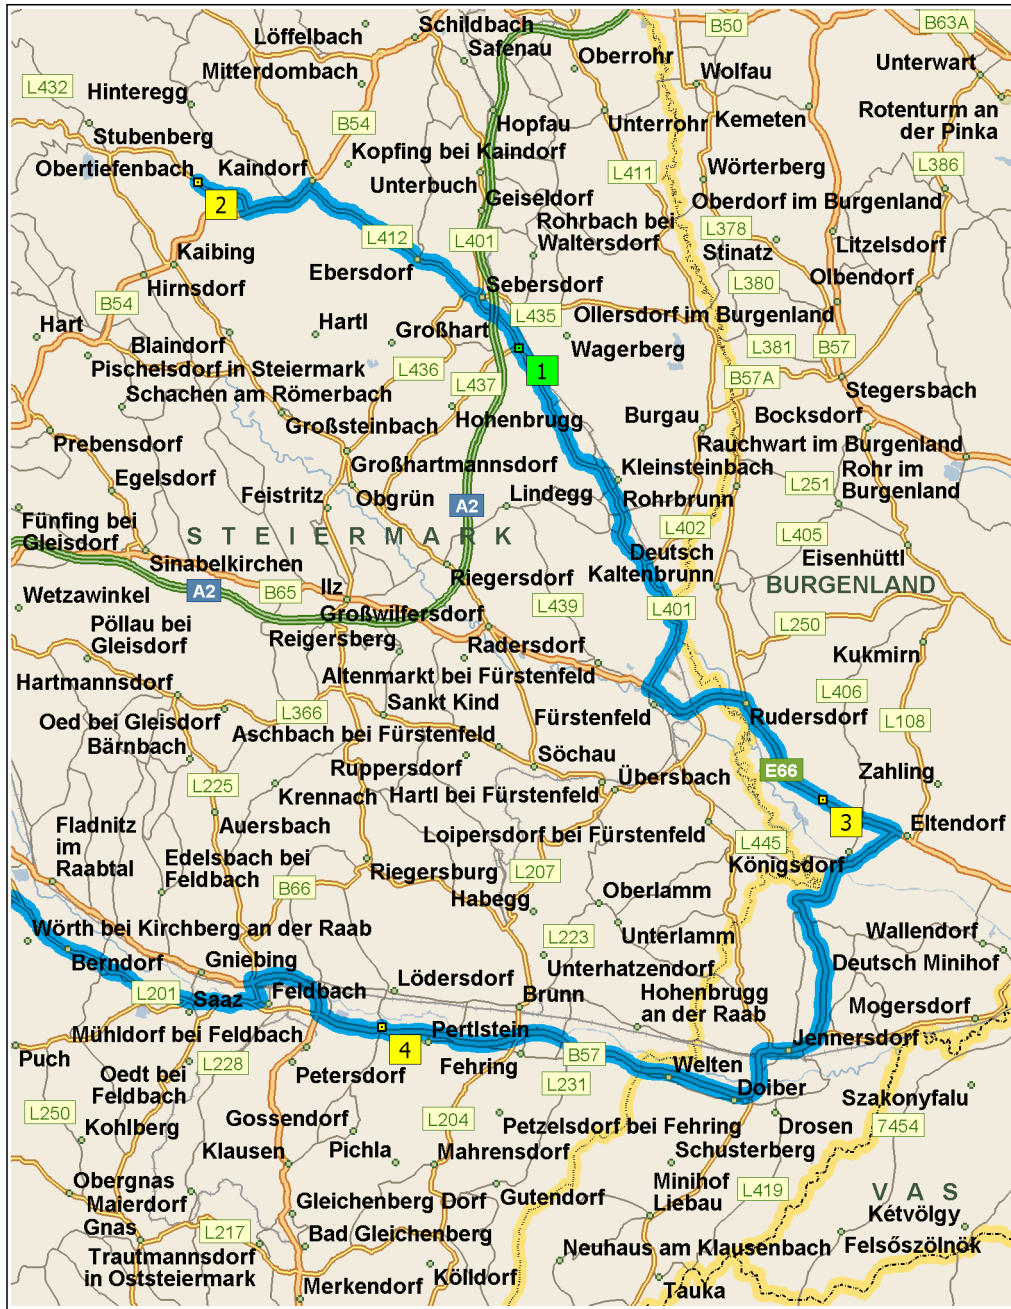 Schildbach
Löffelbach
Safenau
B50
B63A
Oberrohr
Unterwart
Mitterdombach
Wolfau
L432
Hinteregg
Rotenturm an
der Pinka
B54
Hopfau
Unterrohr
Kemeten
Stubenberg
Kopfing bei Kaindorf
Obertiefenbach
Kaindorf
Wörterberg
L386
L411
Unterbuch
2
Geiseldorf
Oberdorf im Burgenland
Rohrbach bei
Waltersdorf
L412
L401
L378
Stinatz
Litzelsdorf
Kaibing
Ebersdorf
Olbendorf
Hirnsdorf
Sebersdorf
L380
B54
L435
Ollersdorf im Burgenland
Hart
Hartl
Großhart
Blaindorf
Wagerberg
L381
B57
Pischelsdorf in Steiermark
L436
1
B57A
Schachen am Römerbach
L437
Stegersbach
Großsteinbach
Hohenbrugg
Burgau
Bocksdorf
Prebensdorf
Rauchwart im Burgenland
Großhartmannsdorf
Kleinsteinbach
Rohr im
Burgenland
Egelsdorf
Feistritz
Obgrün
A2
Lindegg
Rohrbrunn
L251
Fünfing bei
Gleisdorf
STEIERMARK
L402
L405
Deutsch
Kaltenbrunn
Eisenhüttl
Sinabelkirchen
Riegersdorf
BURGENLAND
Wetzawinkel
A2
B65
Ilz
L439
L401
Großwilfersdorf
Pöllau bei
Gleisdorf
Reigersberg
Radersdorf
L250
Kukmirn
Hartmannsdorf
Altenmarkt bei Fürstenfeld
L406
Sankt Kind
Oed bei Gleisdorf
L366
Fürstenfeld
Rudersdorf
L108
Aschbach bei Fürstenfeld
Bärnbach
Söchau
Ruppersdorf
Übersbach
E66
Zahling
L225
Krennach
Hartl bei Fürstenfeld
3
Fladnitz
im
Raabtal
Auersbach
Loipersdorf bei Fürstenfeld
Eltendorf
L445
Edelsbach bei
Feldbach
Königsdorf
Riegersburg
L207
B66
Habegg
Oberlamm
Wörth bei Kirchberg an der Raab
L223
Unterlamm
Wallendorf
Berndorf
Gniebing
Unterhatzendorf
Deutsch Minihof
Lödersdorf
L201
Saaz
Feldbach
Brunn
Hohenbrugg
an der Raab
Mogersdorf
Mühldorf bei Feldbach
Pertlstein
Jennersdorf
Puch
L228
4
Fehring
B57
Welten
Oedt bei
Feldbach
Petersdorf
L231
Doiber
Szakonyfalu
L250
Gossendorf
L204
Petzelsdorf bei Fehring
Drosen
7454
Kohlberg
Klausen
Pichla
Mahrensdorf
Schusterberg
Obergnas
Minihof
Liebau
L419
VAS
Maierdorf
Gleichenberg Dorf
Gutendorf
Kétvölgy
Gnas
L217
Bad Gleichenberg
Trautmannsdorf
in Oststeiermark
Neuhaus am Klausenbach
Felsőszölnök
Merkendorf
Kölldorf
Tauka